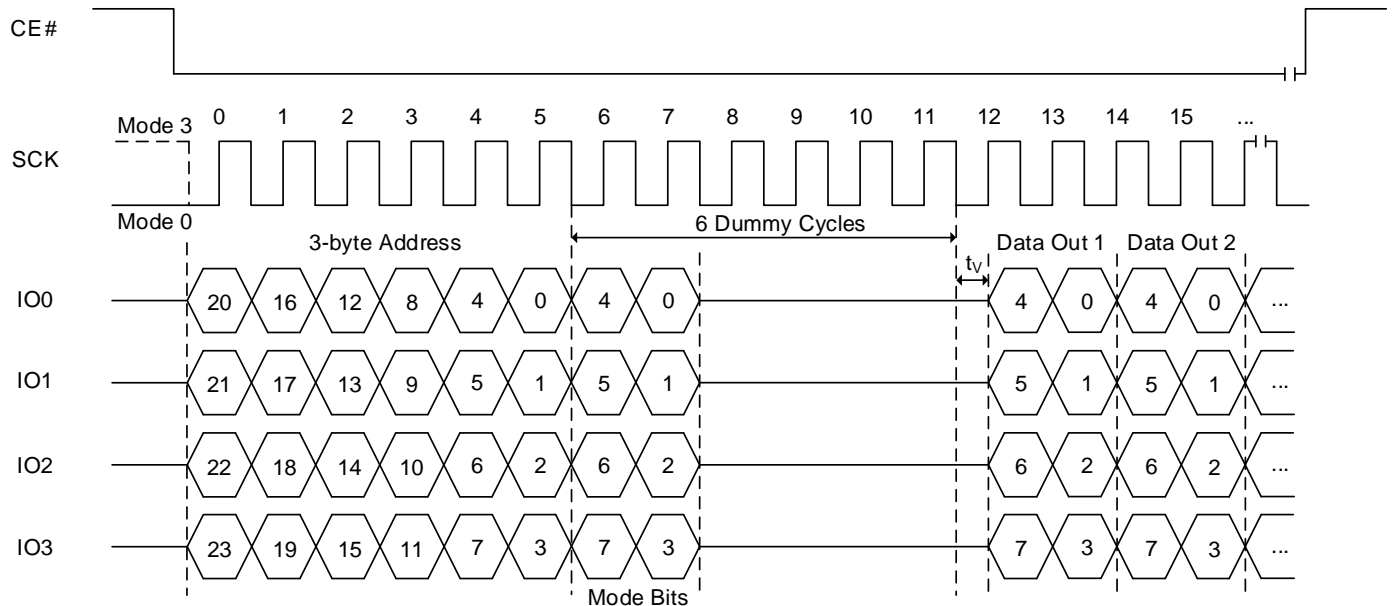 CE#
Mode 3 0 1 2 3 4 5 6 7 8 9 10 11 12 13 14 15 ...
SCK
Mode 0
6 Dummy Cycles
3-byte Address Data Out 1 Data Out 2
tV
IO0 20 16 12 8 4 0 4 0 4 0 4 0 ...
IO1 21 17 13 9 5 1 5 1 5 1 5 1 ...
IO2 22 18 14 10 6 2 6 2 6 2 6 2 ...
IO3 23 19 15 11 7 3 7 3 7 3 7 3 ...
Mode Bits